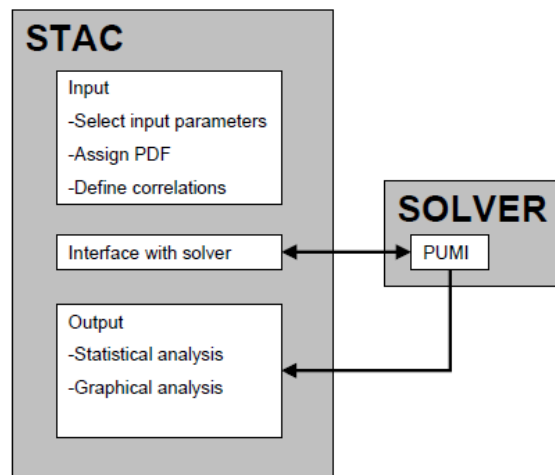 STAC
Input
-Select input parameters
-Assign PDF
-Define correlations
Interface with solver
Output
-Statistical analysis
-Graphical analysis
SOLVER
PUMI